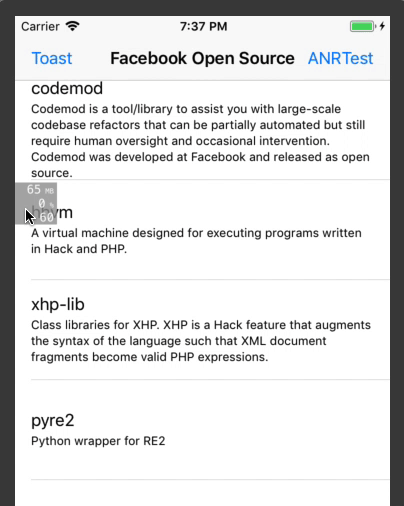 Carrier 7:37 PM
Toast Facebook Open Source ANRTest
codemod
Codemod is a tool/library to assist you with large-scale
codebase refactors that can be partially automated but still
require human oversight and occasional intervention.
Codemod was developed at Facebook and released as open
source.
65 MB
0 %
60
A virtual machine designed for executing programs written
in Hack and PHP.
xhp-lib
Class libraries for XHP. XHP is a Hack feature that augments
the syntax of the language such that XML document
fragments become valid PHP expressions.
pyre2
Python wrapper for RE2